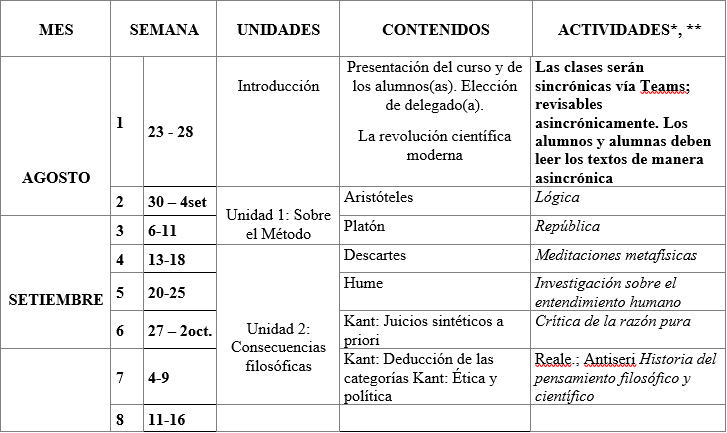 MES SEMANA UNIDADES CONTENIDOS ACTIVIDADES*, **
AGOSTO
1
23 - 28
Introducción
Presentación del curso y de
los alumnos(as). Elección
de delegado(a).
La revolución científica
moderna
Las clases serán
sincrónicas vía Teams;
revisables
asincrónicamente. Los
alumnos y alumnas deben
leer los textos de manera
asincrónica
2
30 – 4set
Unidad 1: Sobre
el Método
Aristóteles
Lógica
SETIEMBRE
3
6-11
Platón
República
4
13-18
Unidad 2:
Consecuencias
filosóficas
Descartes
Meditaciones metafísicas
5
20-25
Hume
Investigación sobre el
entendimiento humano
6
27 – 2oct.
Kant: Juicios sintéticos a
priori
Crítica de la razón pura
7
4-9
Kant: Deducción de las
categorías Kant: Ética y
política
Reale.; Antiseri Historia del
pensamiento filosófico y
científico
8
11-16